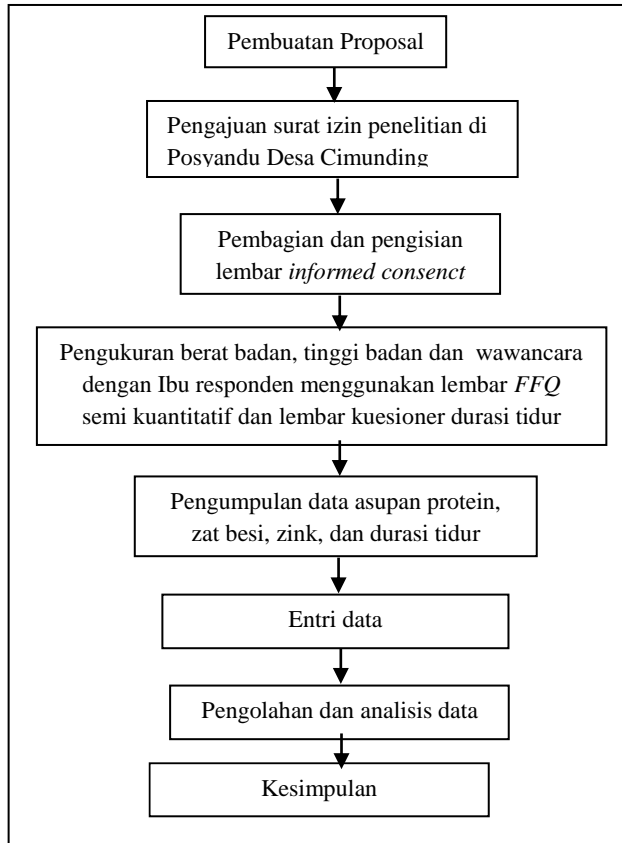 Pembuatan Proposal
Pengajuan surat izin penelitian di
Posyandu Desa Cimunding
Pembagian dan pengisian
lembar informed consenct
Pengukuran berat badan, tinggi badan dan wawancara
dengan Ibu responden menggunakan lembar FFQ
semi kuantitatif dan lembar kuesioner durasi tidur
Pengumpulan data asupan protein,
zat besi, zink, dan durasi tidur
Entri data
Pengolahan dan analisis data
Kesimpulan